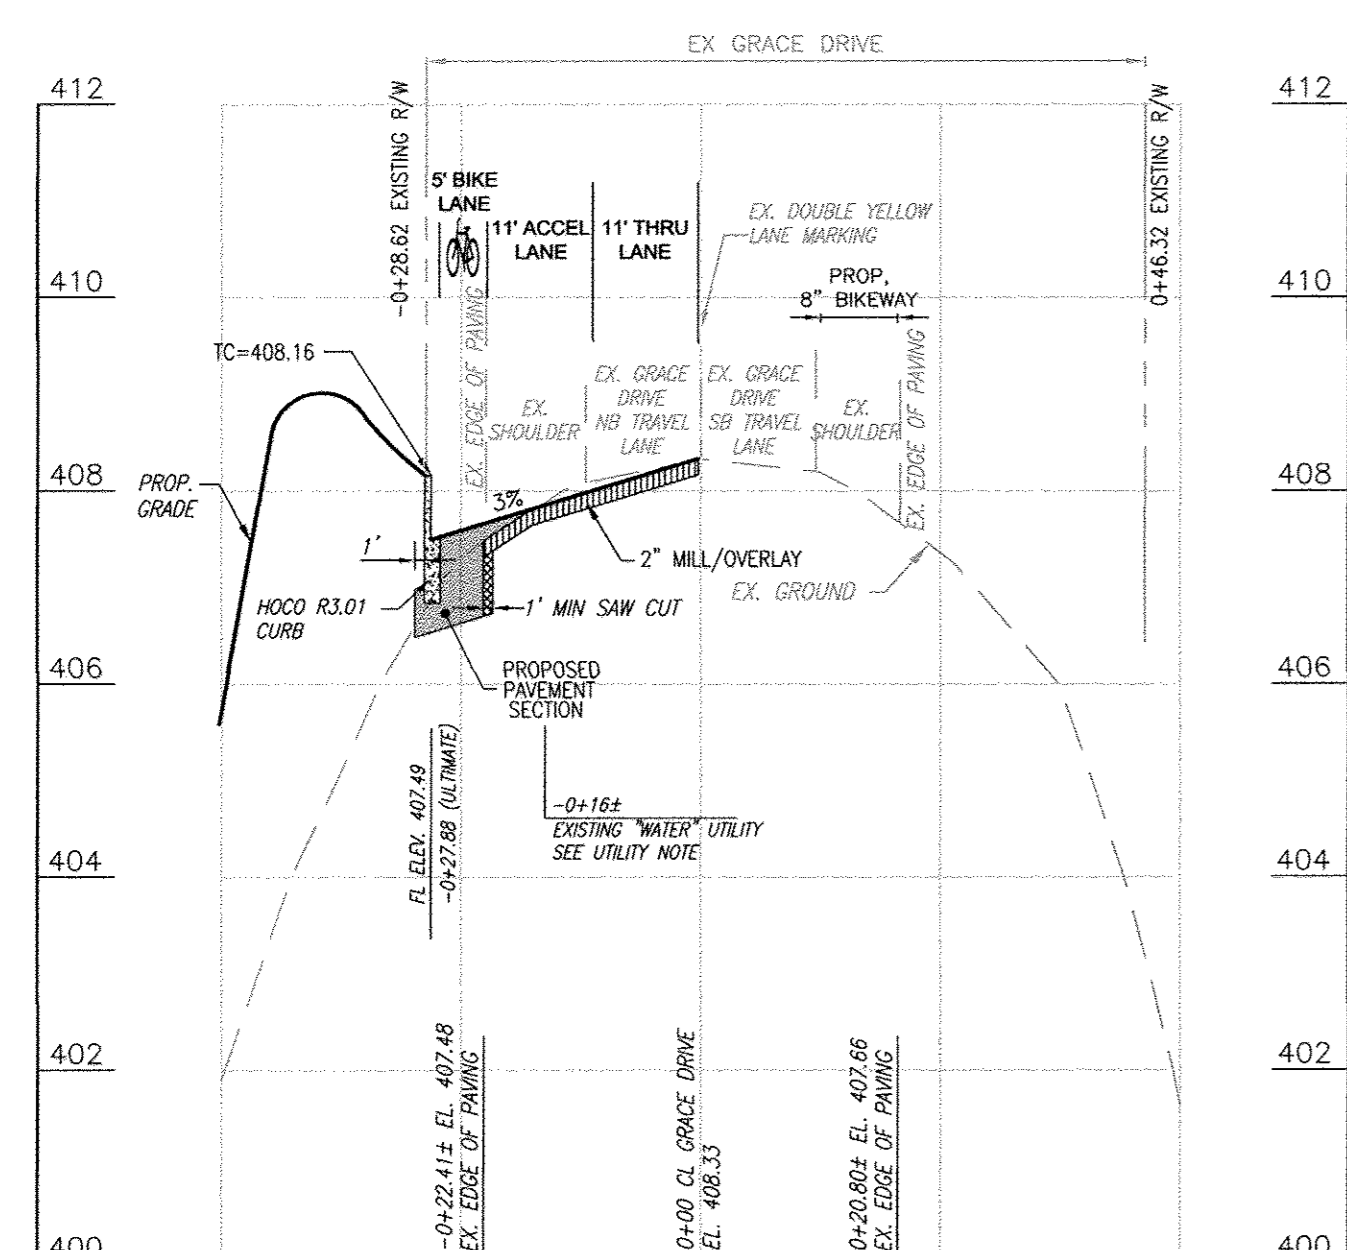 EX GRACE DRIVE
412
412
-0+28.62 EXISTING R/W
0+46.32 EXISTING R/W
5' BIKE
LANE
11' ACCEL
LANE
11' THRU
LANE
EX. DOUBLE YELLOW
LANE MARKING
PROP,
8" BIKEWAY
410
410
EX. EDGE OF PAVING
TC=408.16
EX.
SHOULDER
EX. GRACE
DRIVE
NB TRAVEL
LANE
EX. GRACE
DRIVE
SB TRAVEL
LANE
EX.
SHOULDER
EX. EDGE OF PAVING
408
408
PROP.
GRADE
3%
1'
2" MILL/OVERLAY
EX. GROUND
HOCO R3.01
CURB
1' MIN SAW CUT
406
406
PROPOSED
PAVEMENT
SECTION
FL ELEV. 407.49
-0+27.88 (ULTIMATE)
-0+16±
EXISTING "WATER" UTILITY
SEE UTILITY NOTE
404
404
402
402
-0+22.41± EL. 407.48
EX. EDGE OF PAVING
0+00 CL GRACE DRIVE
EL. 408.33
0+20.80± EL. 407.66
EX. EDGE OF PAVING
400
400